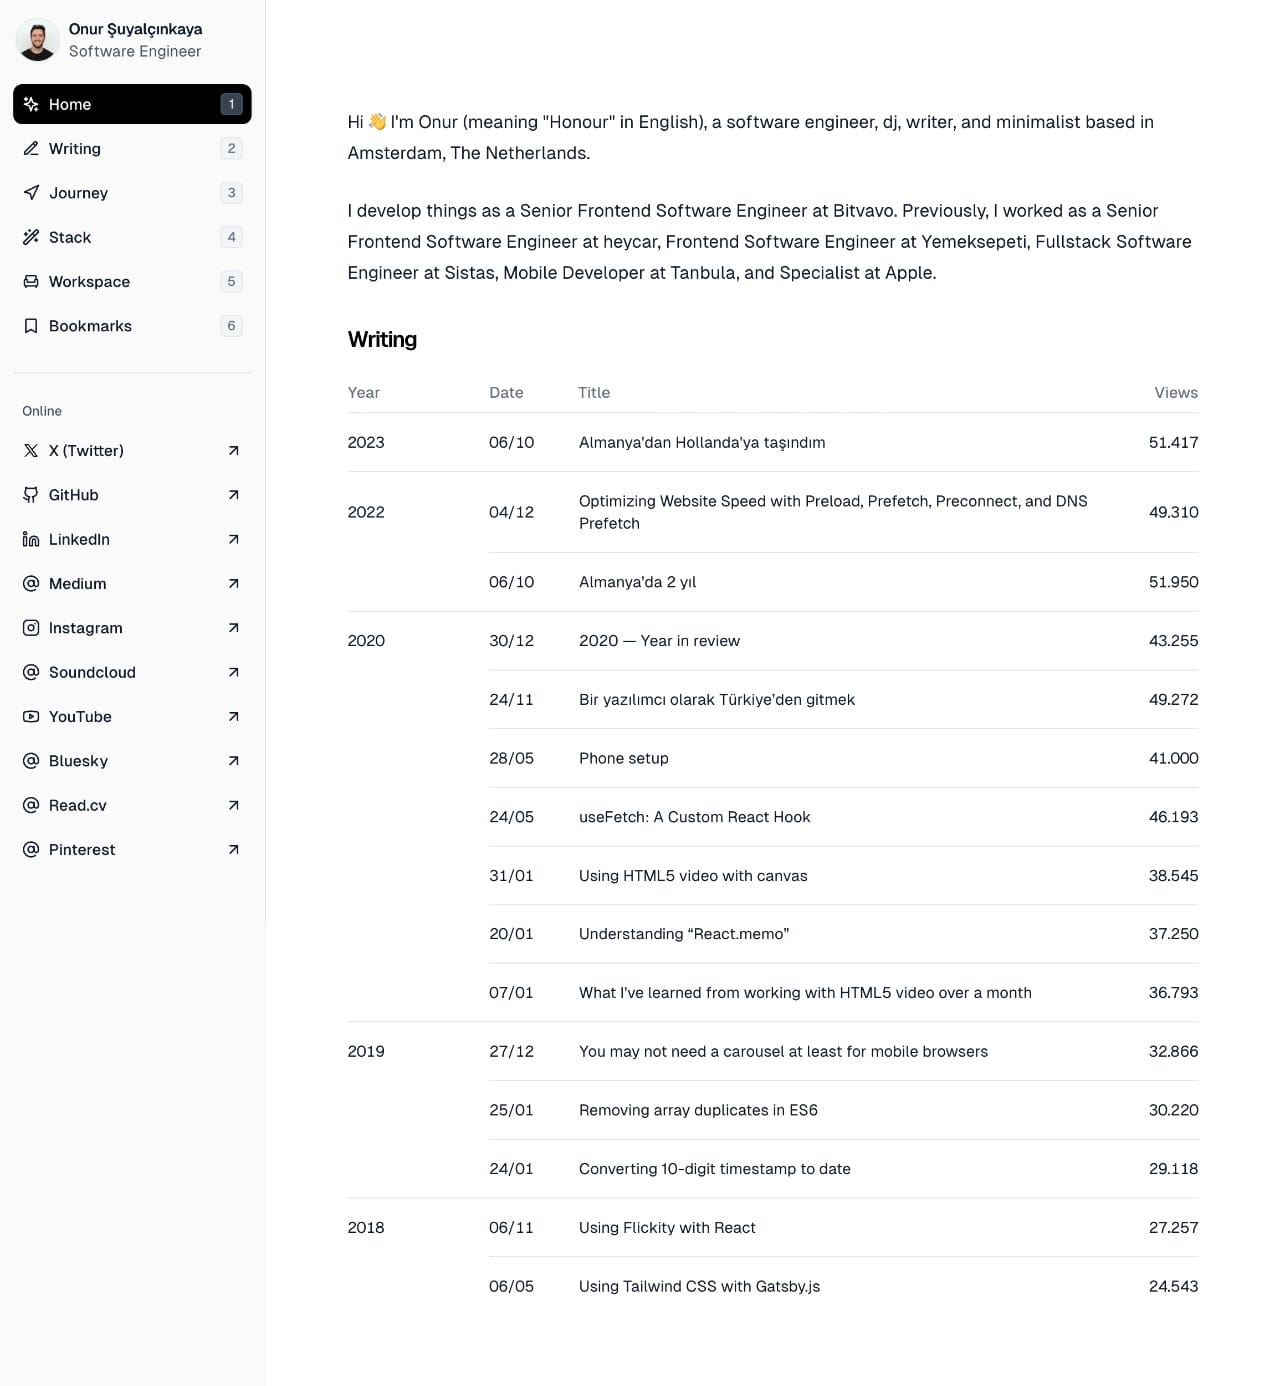 Onur Şuyalçınkaya
Software Engineer
Home 1
Writing 2
Journey 3
Stack 4
Workspace 5
Bookmarks 6
Online
X (Twitter)
GitHub
LinkedIn
Medium
Instagram
Soundcloud
YouTube
Bluesky
Read.cv
Pinterest
Hi 👋 I'm Onur (meaning "Honour" in English), a software engineer, dj, writer, and minimalist based in
Amsterdam, The Netherlands.
I develop things as a Senior Frontend Software Engineer at Bitvavo. Previously, I worked as a Senior
Frontend Software Engineer at heycar, Frontend Software Engineer at Yemeksepeti, Fullstack Software
Engineer at Sistas, Mobile Developer at Tanbula, and Specialist at Apple.
Writing
Year Date Title Views
2023 06/10 Almanya'dan Hollanda'ya taşındım 51.417
2022 04/12 Optimizing Website Speed with Preload, Prefetch, Preconnect, and DNS
Prefetch 49.310
06/10 Almanya'da 2 yıl 51.950
2020 30/12 2020 — Year in review 43.255
24/11 Bir yazılımcı olarak Türkiye’den gitmek 49.272
28/05 Phone setup 41.000
24/05 useFetch: A Custom React Hook 46.193
31/01 Using HTML5 video with canvas 38.545
20/01 Understanding “React.memo” 37.250
07/01 What I've learned from working with HTML5 video over a month 36.793
2019 27/12 You may not need a carousel at least for mobile browsers 32.866
25/01 Removing array duplicates in ES6 30.220
24/01 Converting 10-digit timestamp to date 29.118
2018 06/11 Using Flickity with React 27.257
06/05 Using Tailwind CSS with Gatsby.js 24.543